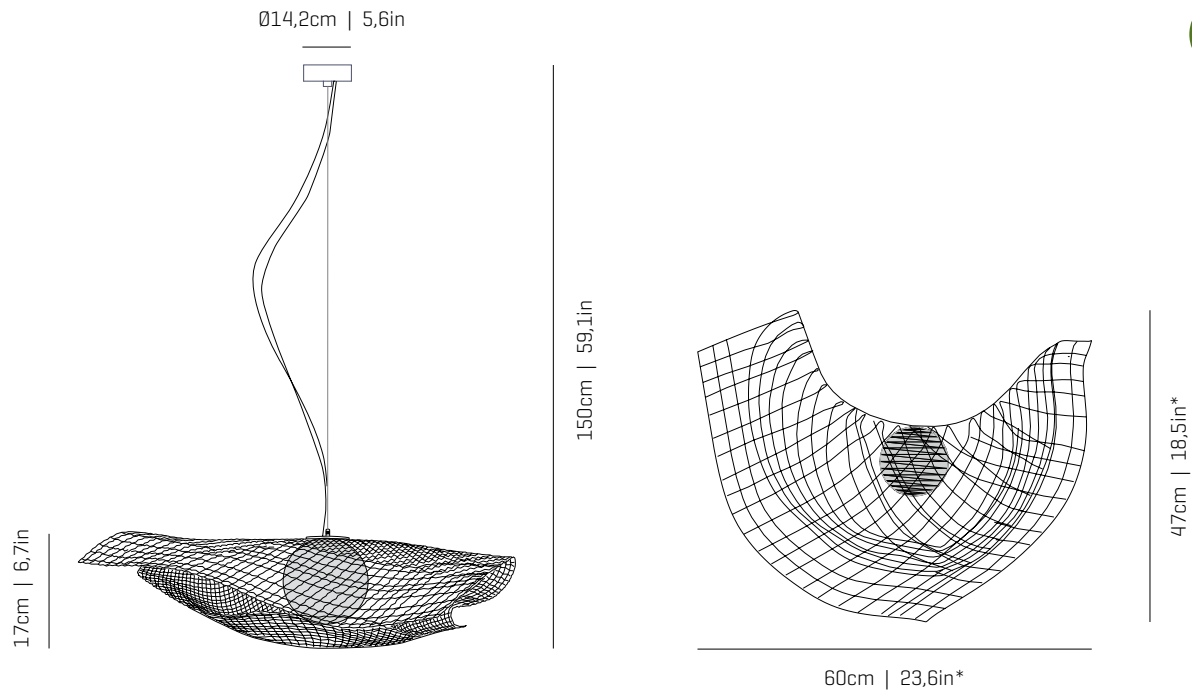 Ø14,2cm | 5,6in
150cm | 59,1in
17cm | 6,7in
47cm | 18,5in*
60cm | 23,6in*